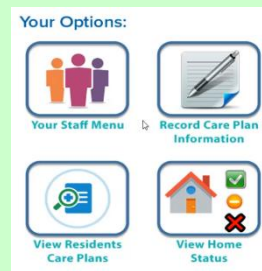 Your Options:
Your Staff Menu
Record Care Plan
Information
View Residents
Care Plans
View Home
Status